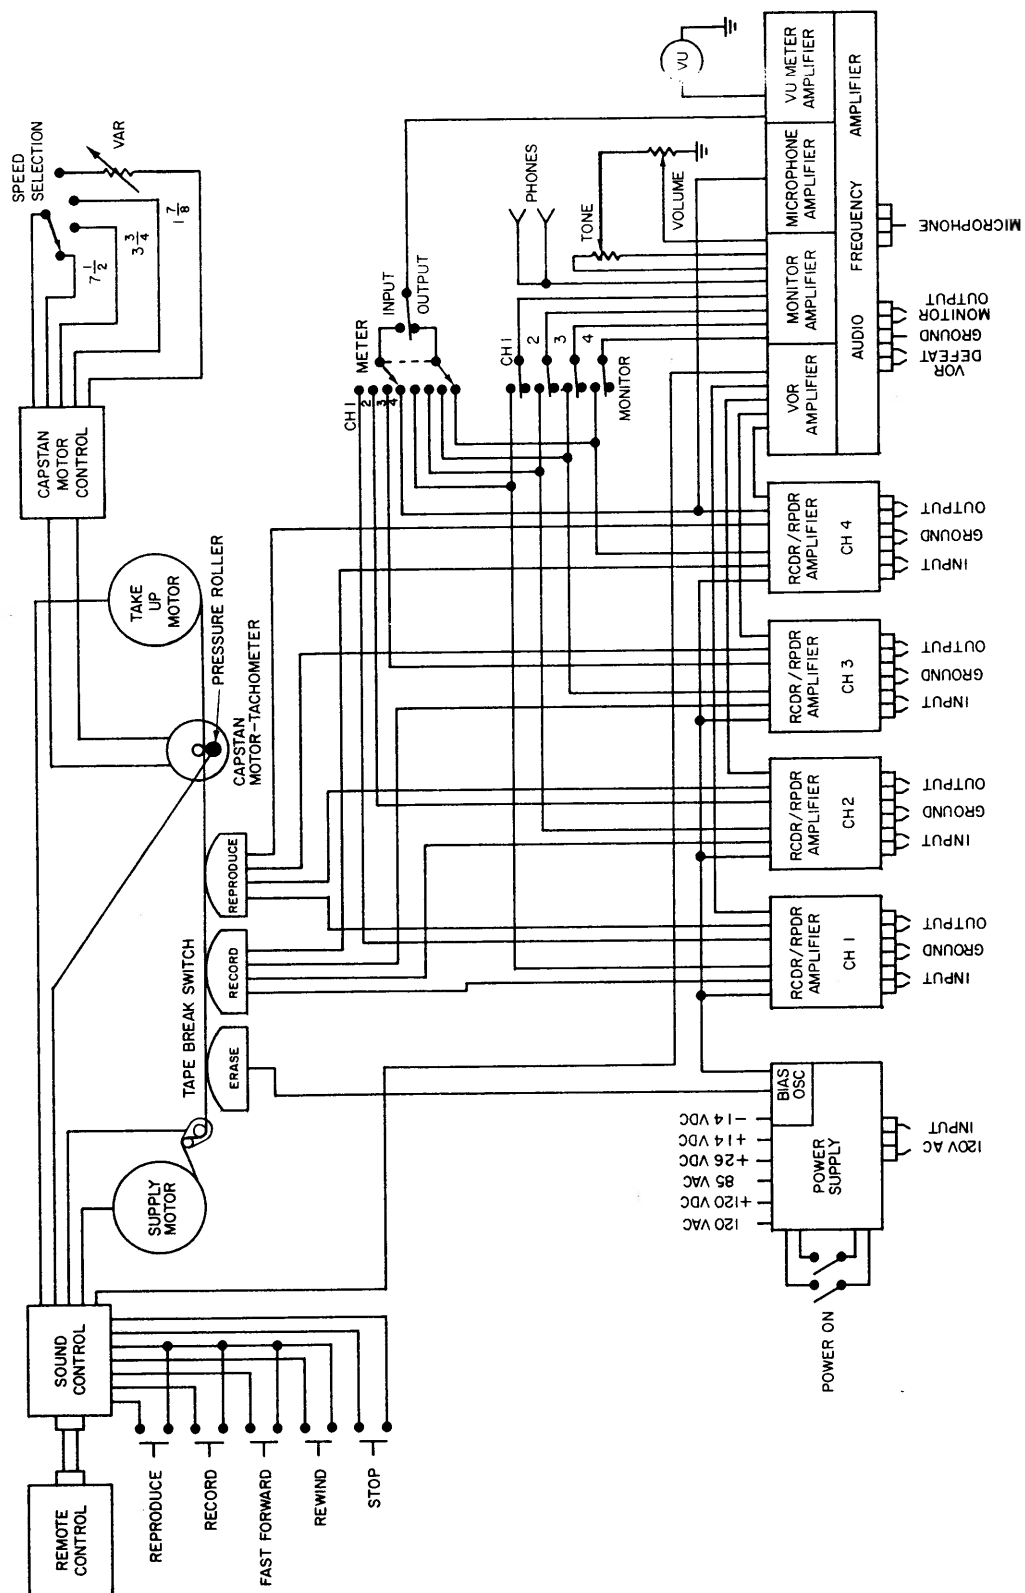 REMOTE
CONTROL
SOUND
CONTROL
REPRODUCE
RECORD
FAST FORWARD
REWIND
STOP
SUPPLY
MOTOR
TAPE BREAK SWITCH
ERASE
RECORD
REPRODUCE
CAPSTAN
MOTOR-TACHOMETER
PRESSURE ROLLER
TAKE
UP
MOTOR
CAPSTAN
MOTOR
CONTROL
SPEED
SELECTION
VAR
7 1/2
3 3/4
1 7/8
METER
INPUT
OUTPUT
CH 1
2
3
4
CH 1
2
3
4
MONITOR
PHONES
TONE
VOLUME
VU
POWER ON
120 VAC
+120 VDC
85 VAC
+26 VDC
+14 VDC
-14 VDC
POWER
SUPPLY
BIAS
OSC
120V AC
INPUT
RCDR/RPDR
AMPLIFIER
CH 1
INPUT
GROUND
OUTPUT
RCDR/RPDR
AMPLIFIER
CH2
INPUT
GROUND
OUTPUT
RCDR/RPDR
AMPLIFIER
CH 3
INPUT
GROUND
OUTPUT
RCDR/RPDR
AMPLIFIER
CH 4
INPUT
GROUND
OUTPUT
VOR
AMPLIFIER
MONITOR
AMPLIFIER
MICROPHONE
AMPLIFIER
VU METER
AMPLIFIER
AUDIO FREQUENCY AMPLIFIER
VOR
DEFEAT
GROUND
MONITOR
OUTPUT
MICROPHONE